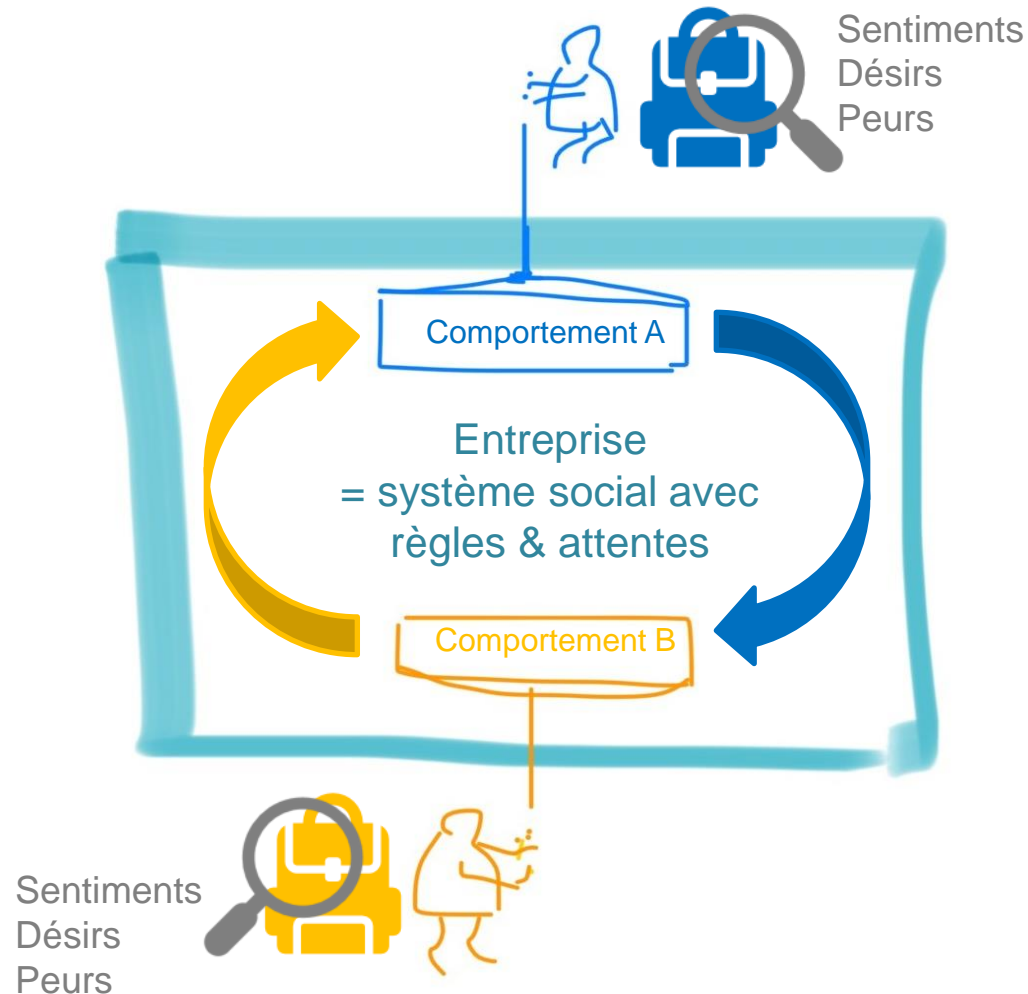 Sentiments
Désirs
Peurs
Comportement A
Entreprise
= système social avec
règles & attentes
Comportement B
Sentiments
Désirs
Peurs